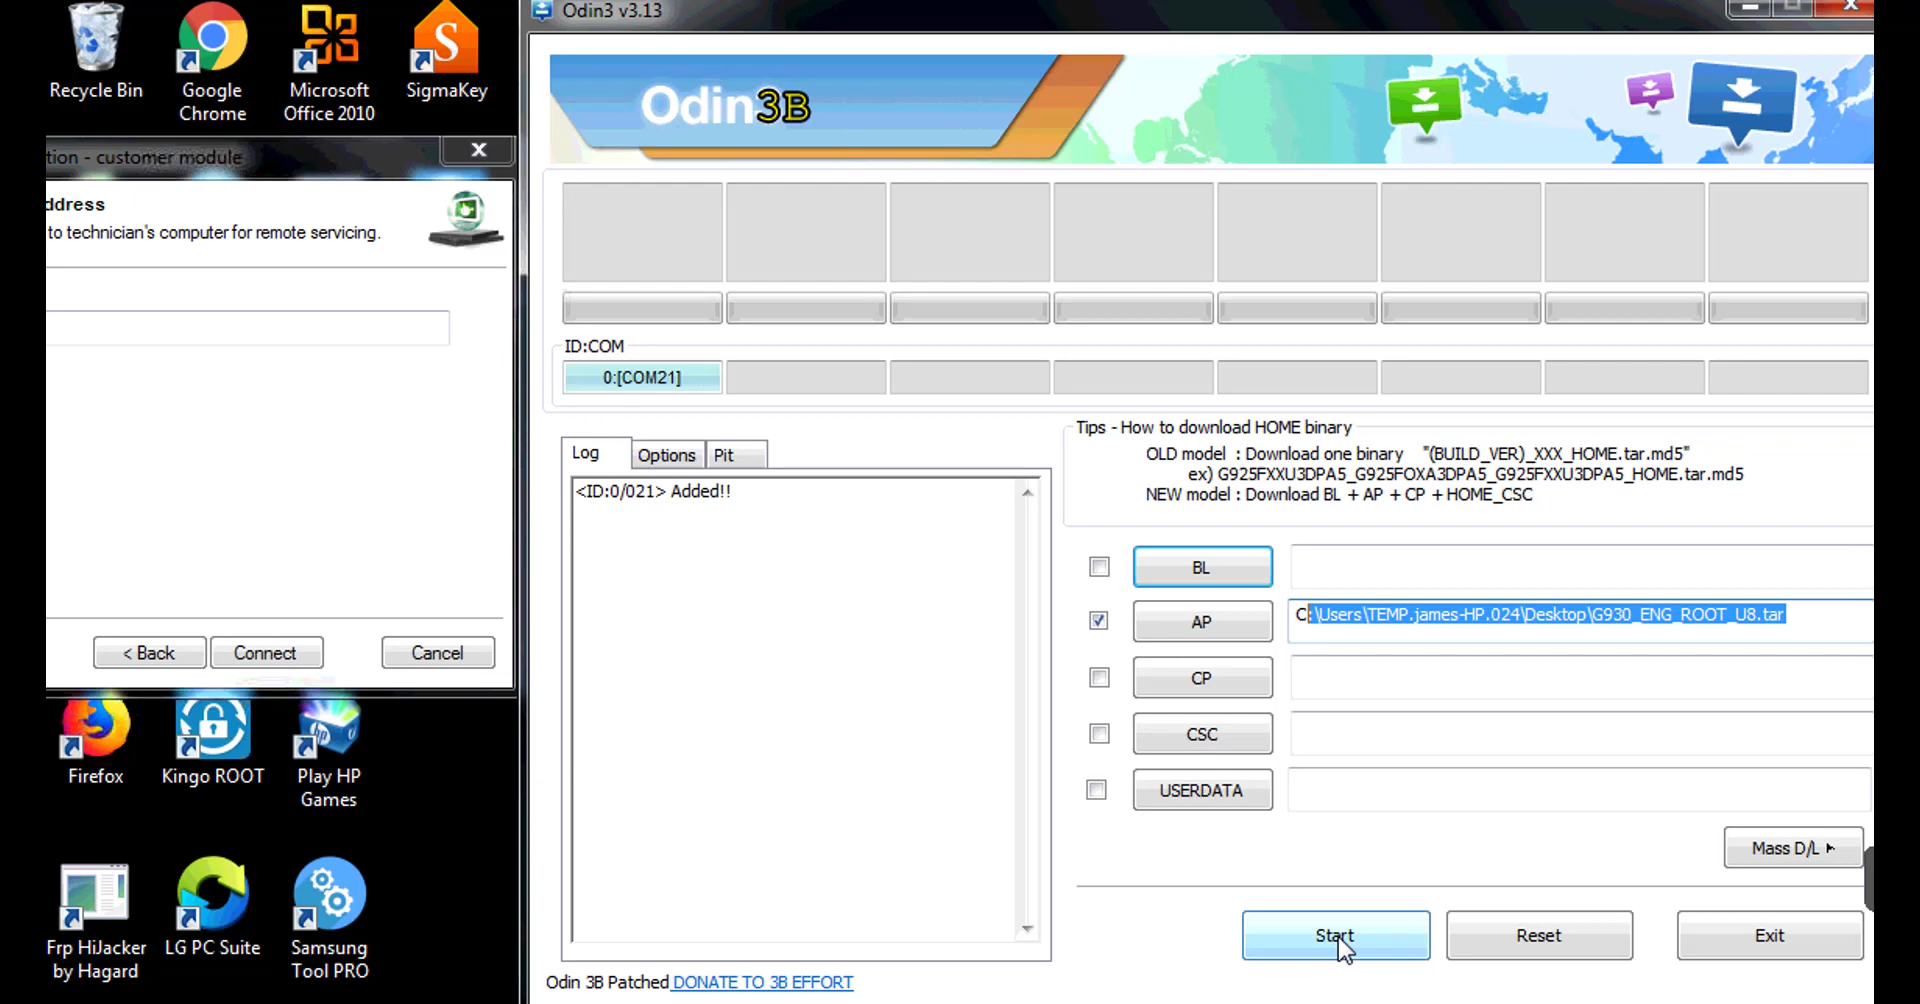 Recycle Bin
Google
Chrome
Microsoft
Office 2010
SigmaKey
tion - customer module
ddress
to technician's computer for remote servicing.
< Back
Connect
Cancel
Firefox
Kingo ROOT
Play HP
Games
Frp HiJacker
by Hagard
LG PC Suite
Samsung
Tool PRO
Odin3 v3.13
Odin3B
ID:COM
0:[COM21]
Log
Options
Pit
<ID:0/021> Added!!
Tips - How to download HOME binary
OLD model : Download one binary "(BUILD_VER)_XXX_HOME.tar.md5"
ex) G925FXXU3DPA5_G925FOXA3DPA5_G925FXXU3DPA5_HOME.tar.md5
NEW model : Download BL + AP + CP + HOME_CSC
BL
AP
C:\Users\TEMP.james-HP.024\Desktop\G930_ENG_ROOT_U8.tar
CP
CSC
USERDATA
Mass D/L
Start
Reset
Exit
Odin 3B Patched DONATE TO 3B EFFORT